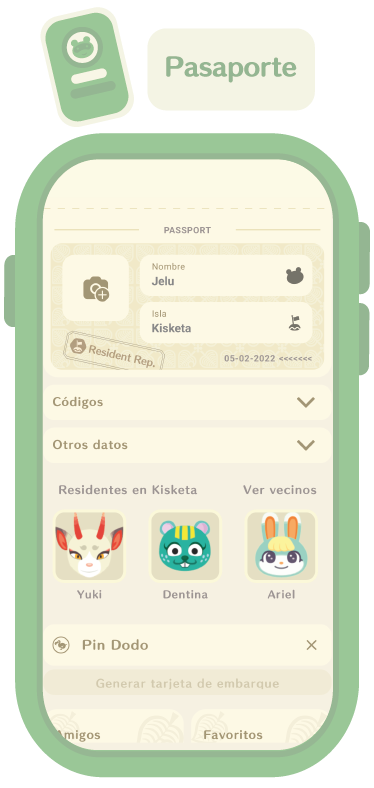 Pasaporte
PASSPORT
Nombre
Jelu
Isla
Kisketa
Resident Rep.
05-02-2022 <<<<<<<
Códigos
Otros datos
Residentes en Kisketa
Ver vecinos
Yuki
Dentina
Ariel
Pin Dodo
Generar tarjeta de embarque
Amigos
Favoritos